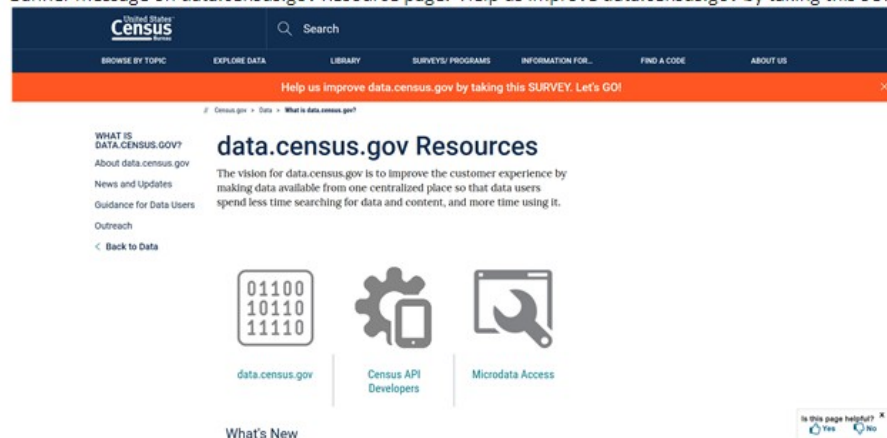 Banner message on data.census.gov Resource page: Help us improve data.census.gov by taking this
United States®
Census
Bureau
Search
BROWSE BY TOPIC EXPLORE DATA LIBRARY SURVEYS/ PROGRAMS INFORMATION FOR... FIND A CODE ABOUT US
Help us improve data.census.gov by taking this SURVEY. Let's GO!
// Census.gov > Data > What is data.census.gov?
WHAT IS
DATA.CENSUS.GOV?
About data.census.gov
News and Updates
Guidance for Data Users
Outreach
< Back to Data
data.census.gov Resources
The vision for data.census.gov is to improve the customer experience by
making data available from one centralized place so that data users
spend less time searching for data and content, and more time using it.
01100
10110
11110
data.census.gov
Census API
Developers
Microdata Access
What's New
Is this page helpful? X
Yes No